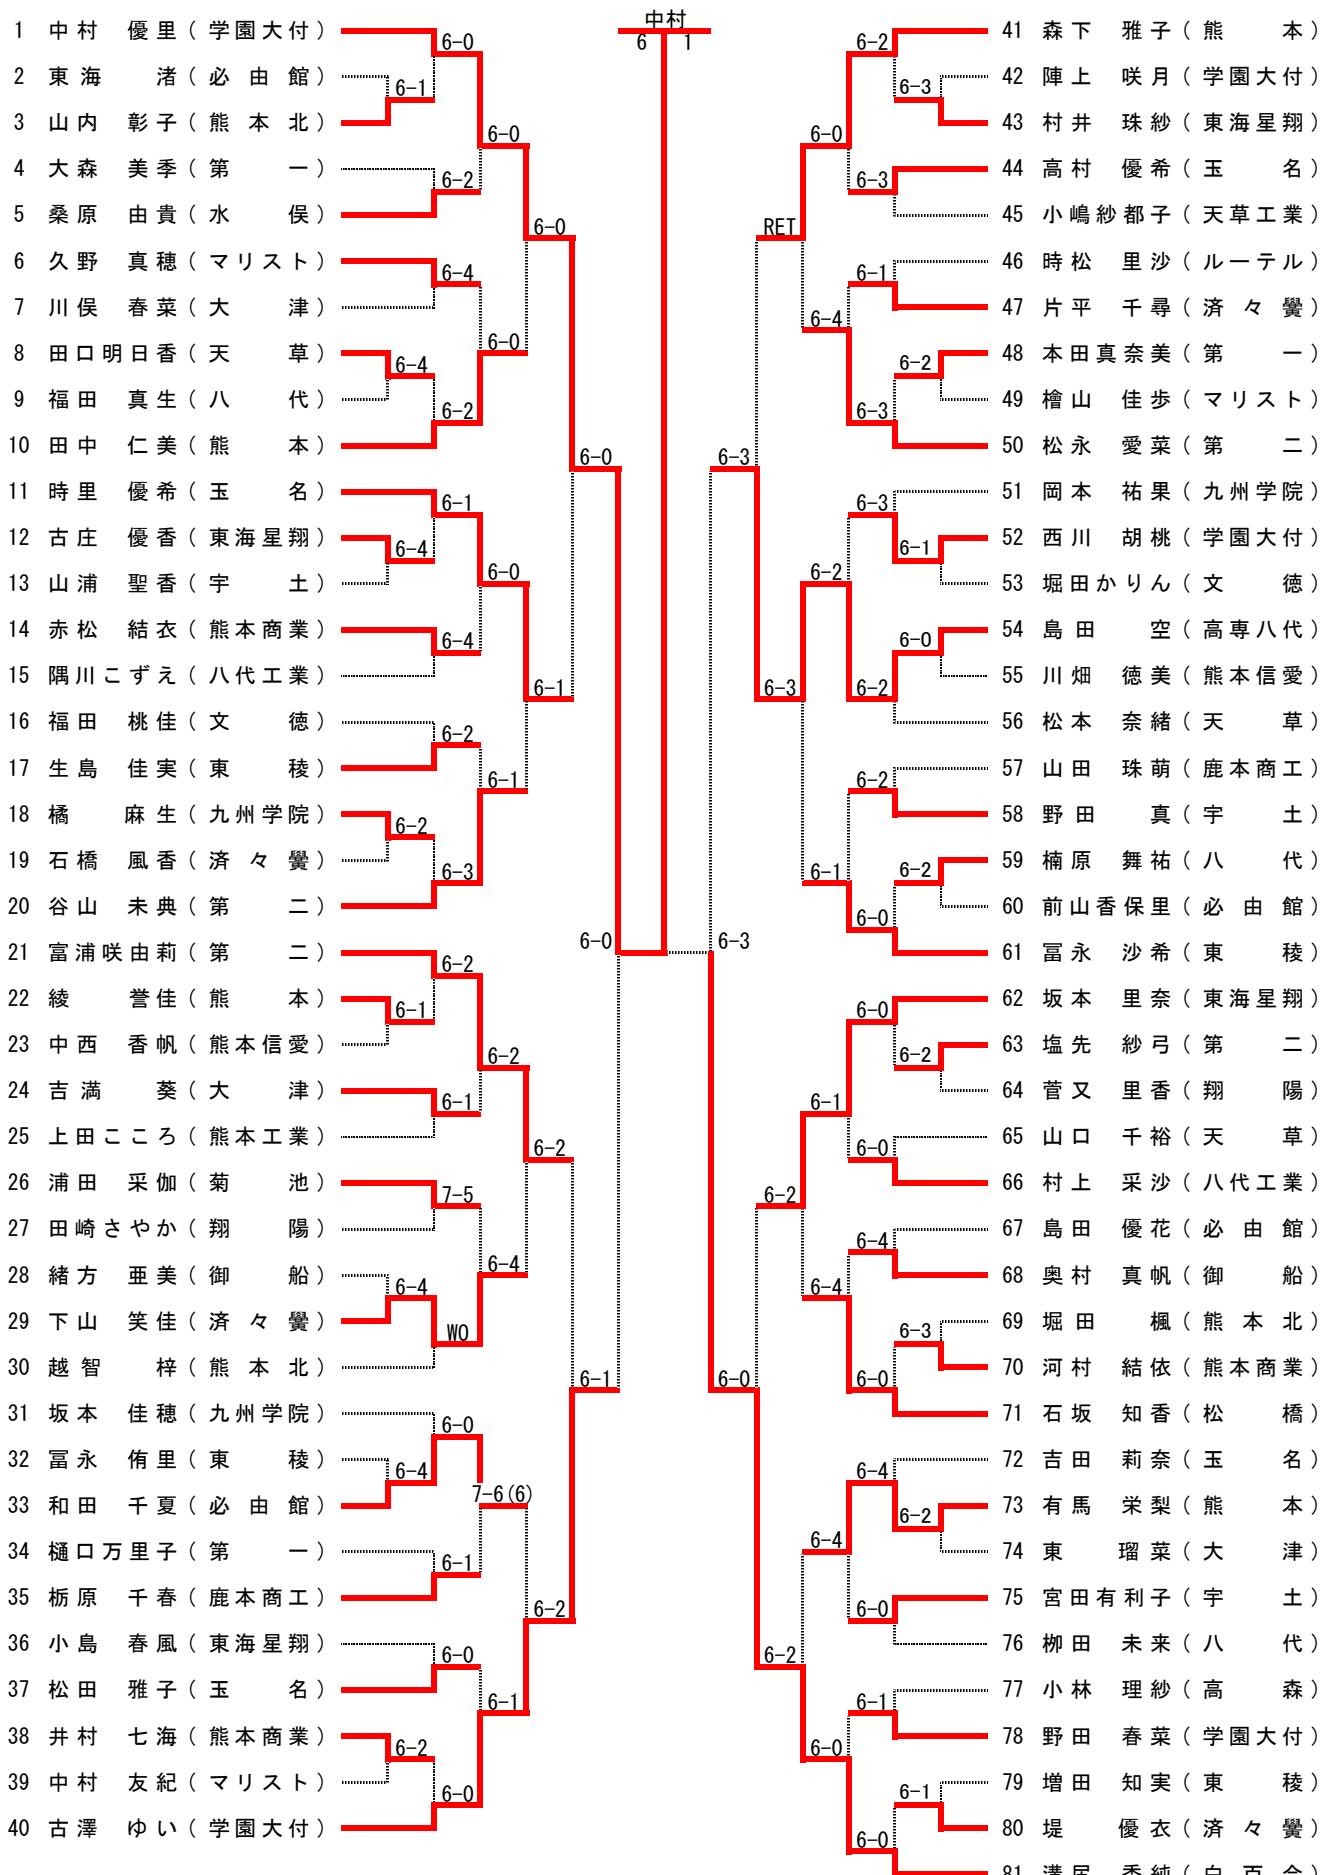 中村
6 1
1 中村 優里 (学園大付)
2 東海 渚 (必由館)
3 山内 彰子 (熊本北)
4 大森 美季 (第一)
5 桑原 由貴 (水俣)
6 久野 真穂 (マリスト)
7 川俣 春菜 (大津)
8 田口明日香 (天草)
9 福田 真生 (八代)
10 田中 仁美 (熊本)
11 時里 優希 (玉名)
12 古庄 優香 (東海星翔)
13 山浦 聖香 (宇土)
14 赤松 結衣 (熊本商業)
15 隅川こずえ (八代工業)
16 福田 桃佳 (文徳)
17 生島 佳実 (東稜)
18 橘 麻生 (九州学院)
19 石橋 風香 (済々黌)
20 谷山 未典 (第二)
21 富浦咲由莉 (第二)
22 綾 誉佳 (熊本)
23 中西 香帆 (熊本信愛)
24 吉満 葵 (大津)
25 上田こころ (熊本工業)
26 浦田 采伽 (菊池)
27 田崎さやか (翔陽)
28 緒方 亜美 (御船)
29 下山 笑佳 (済々黌)
30 越智 梓 (熊本北)
31 坂本 佳穂 (九州学院)
32 冨永 侑里 (東稜)
33 和田 千夏 (必由館)
34 樋口万里子 (第一)
35 栃原 千春 (鹿本商工)
36 小島 春風 (東海星翔)
37 松田 雅子 (玉名)
38 井村 七海 (熊本商業)
39 中村 友紀 (マリスト)
40 古澤 ゆい (学園大付)
6-0
6-1
6-2
6-4
6-4
6-2
6-1
6-4
6-4
6-2
6-2
6-3
6-2
6-1
6-1
7-5
6-4
WO
6-0
6-4
6-1
6-0
6-2
6-0
6-0
6-0
6-0
6-1
6-2
6-4
7-6(6)
6-1
6-0
6-1
6-2
6-2
6-0
6-1
6-0
41 森下 雅子 (熊本)
42 陣上 咲月 (学園大付)
43 村井 珠紗 (東海星翔)
44 高村 優希 (玉名)
45 小嶋紗都子 (天草工業)
46 時松 里沙 (ルーテル)
47 片平 千尋 (済々黌)
48 本田真奈美 (第一)
49 檜山 佳歩 (マリスト)
50 松永 愛菜 (第二)
51 岡本 祐果 (九州学院)
52 西川 胡桃 (学園大付)
53 堀田かりん (文徳)
54 島田 空 (高専八代)
55 川畑 徳美 (熊本信愛)
56 松本 奈緒 (天草)
57 山田 珠萌 (鹿本商工)
58 野田 真 (宇土)
59 楠原 舞祐 (八代)
60 前山香保里 (必由館)
61 冨永 沙希 (東稜)
62 坂本 里奈 (東海星翔)
63 塩先 紗弓 (第二)
64 菅又 里香 (翔陽)
65 山口 千裕 (天草)
66 村上 采沙 (八代工業)
67 島田 優花 (必由館)
68 奥村 真帆 (御船)
69 堀田 楓 (熊本北)
70 河村 結依 (熊本商業)
71 石坂 知香 (松橋)
72 吉田 莉奈 (玉名)
73 有馬 栄梨 (熊本)
74 東 瑠菜 (大津)
75 宮田有利子 (宇土)
76 栁田 未来 (八代)
77 小林 理紗 (高森)
78 野田 春菜 (学園大付)
79 増田 知実 (東稜)
80 堤 優衣 (済々黌)
81
6-2
6-3
6-3
6-1
6-2
6-3
6-3
6-1
6-0
6-2
6-2
6-2
6-0
6-0
6-2
6-0
6-4
6-3
6-0
6-4
6-2
6-0
6-1
6-1
6-0
6-0
6-4
6-2
6-1
6-1
6-4
6-4
6-0
RET
6-3
6-2
6-2
6-3
6-0
6-3